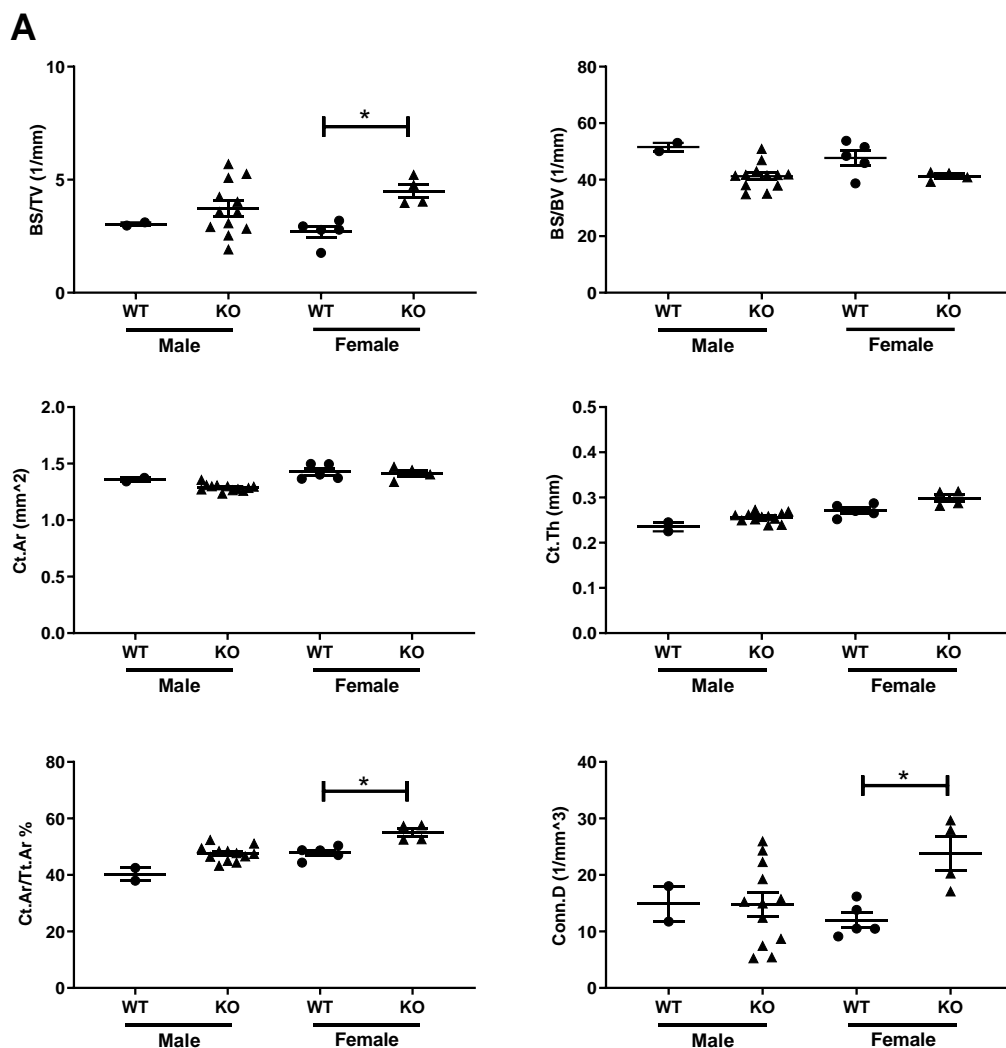 A
10
5
0
BS/TV (1/mm)
*
WT
KO
WT
KO
Male
Female
80
60
40
20
0
BS/BV (1/mm)
WT
KO
WT
KO
Male
Female
2.0
1.5
1.0
0.5
0.0
Ct.Ar (mm^2)
WT
KO
WT
KO
Male
Female
0.5
0.4
0.3
0.2
0.1
0.0
Ct.Th (mm)
WT
KO
WT
KO
Male
Female
80
60
40
20
0
Ct.Ar/Tt.Ar %
*
WT
KO
WT
KO
Male
Female
40
30
20
10
0
Conn.D (1/mm^3)
*
WT
KO
WT
KO
Male
Female